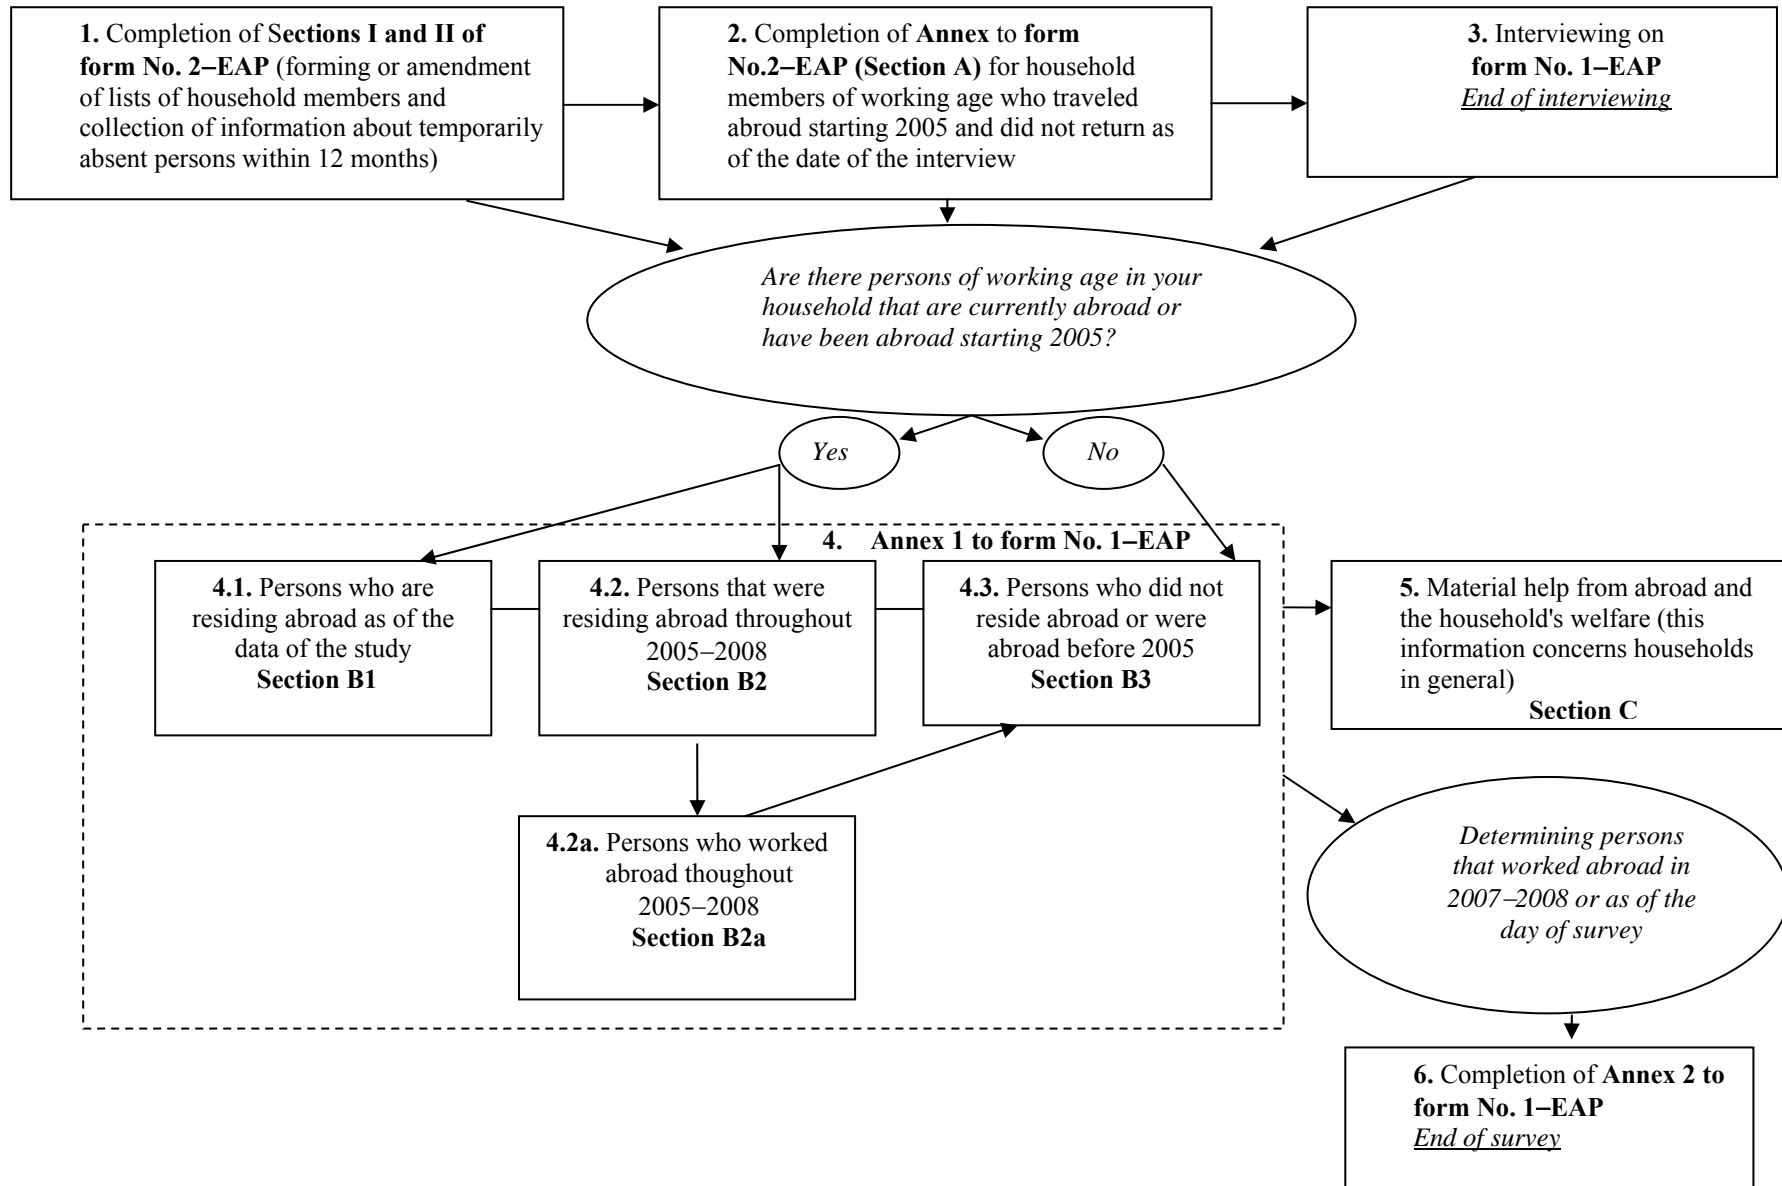 1. Completion of Sections I and II of
form No. 2–EAP (forming or amendment
of lists of household members and
collection of information about temporarily
absent persons within 12 months)
2. Completion of Annex to form
No.2–EAP (Section A) for household
members of working age who traveled
abroud starting 2005 and did not return as
of the date of the interview
3. Interviewing on
form No. 1–EAP
End of interviewing
Are there persons of working age in your
household that are currently abroad or
have been abroad starting 2005?
Yes
No
4. Annex 1 to form No. 1–EAP
4.1. Persons who are
residing abroad as of the
data of the study
Section B1
4.2. Persons that were
residing abroad throughout
2005–2008
Section B2
4.3. Persons who did not
reside abroad or were
abroad before 2005
Section B3
5. Material help from abroad and
the household's welfare (this
information concerns households
in general)
Section C
4.2a. Persons who worked
abroad thoughout
2005–2008
Section B2a
Determining persons
that worked abroad in
2007–2008 or as of the
day of survey
6. Completion of Annex 2 to
form No. 1–EAP
End of survey